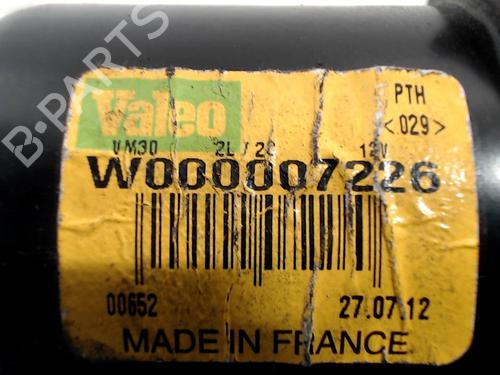 B-PARTS
Valeo
PTH
<029>
VM30 2L / 2C 12V
W000007226
00652 27.07.12
MADE IN FRANCE